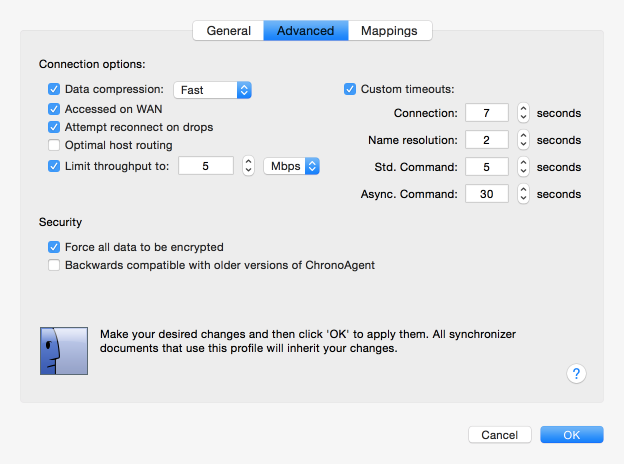 General Advanced Mappings
Connection options:
Data compression: Fast
Accessed on WAN
Attempt reconnect on drops
Optimal host routing
Limit throughput to: 5 Mbps
Custom timeouts:
Connection: 7 seconds
Name resolution: 2 seconds
Std. Command: 5 seconds
Async. Command: 30 seconds
Security
Force all data to be encrypted
Backwards compatible with older versions of ChronoAgent
Make your desired changes and then click 'OK' to apply them. All synchronizer
documents that use this profile will inherit your changes.
?
Cancel OK